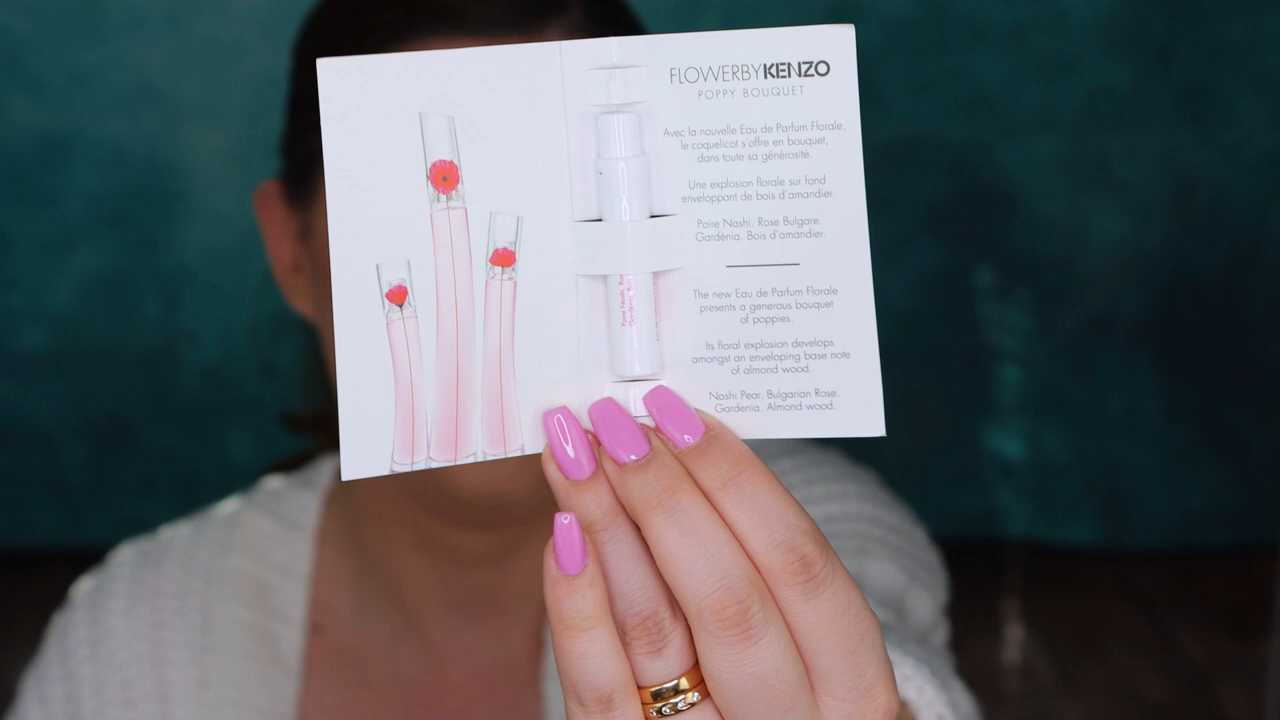 FLOWERBYKENZO
POPPY BOUQUET
Avec la nouvelle Eau de Parfum Florale,
le coquelicot s'offre en bouquet,
dans toute sa générosité.
Une explosion florale sur fond
enveloppant de bois d'amandier.
Poire Nashi. Rose Bulgare.
Gardénia. Bois d'amandier.
The new Eau de Parfum Florale
presents a generous bouquet
of poppies.
Its floral explosion develops
amongst an enveloping base note
of almond wood.
Nashi Pear. Bulgarian Rose.
Gardenia. Almond wood.
Poire Nashi.